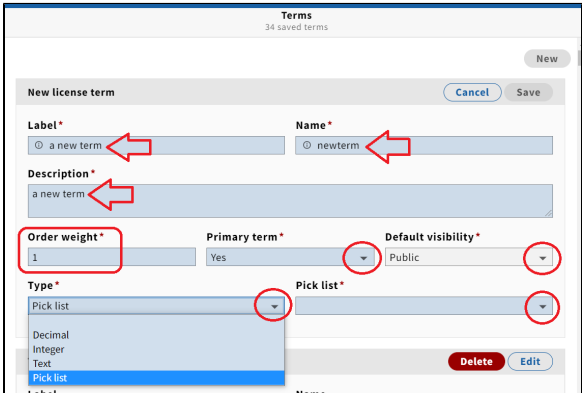 Terms
34 saved terms
New
New license term
Cancel
Save
Label*
Name*
a new term
newterm
Description*
a new term
Order weight*
Primary term*
Default visibility*
1
Yes
Public
Type*
Pick list*
Pick list
Decimal
Integer
Text
Pick list
Delete
Edit
Label
Name